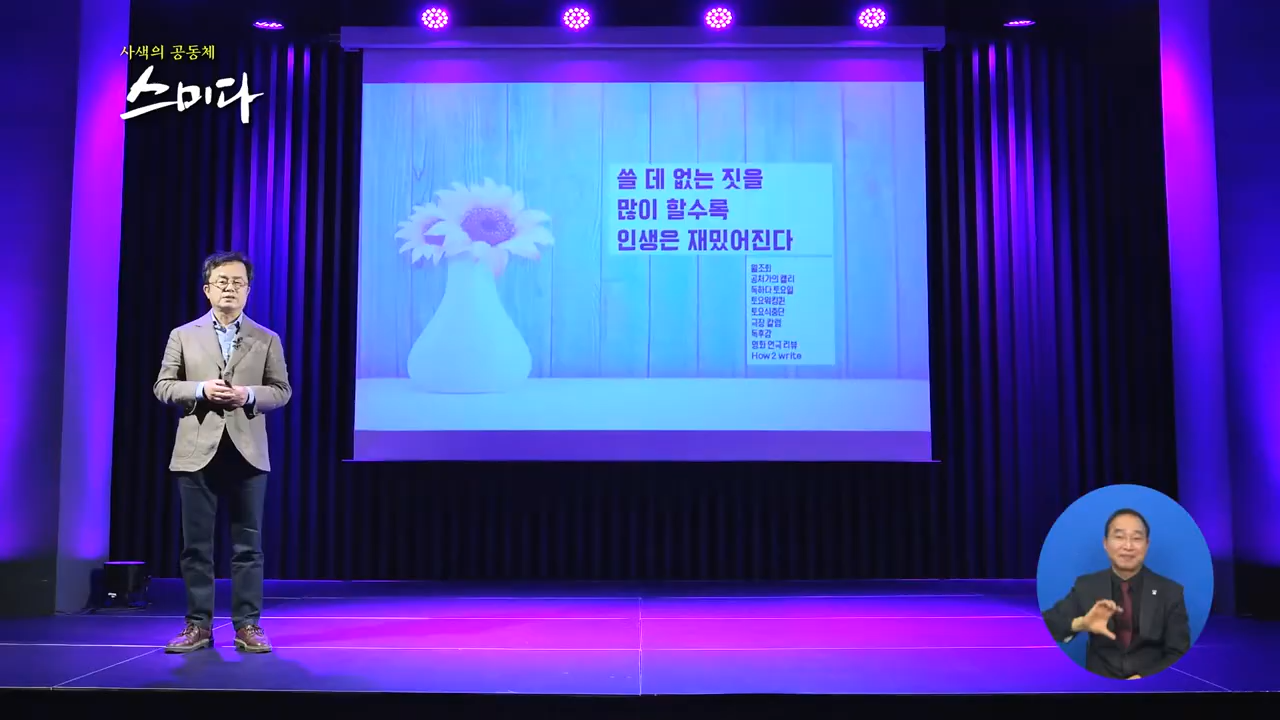 사색의 공동체
스미다
쓸 데 없는 짓을
많이 할수록
인생은 재밌어진다
월조회
공처가의 캘리
독하다 토요일
토요워킹권
토요식충단
극장 칼럼
독후감
영화 연극 리뷰
How 2 write